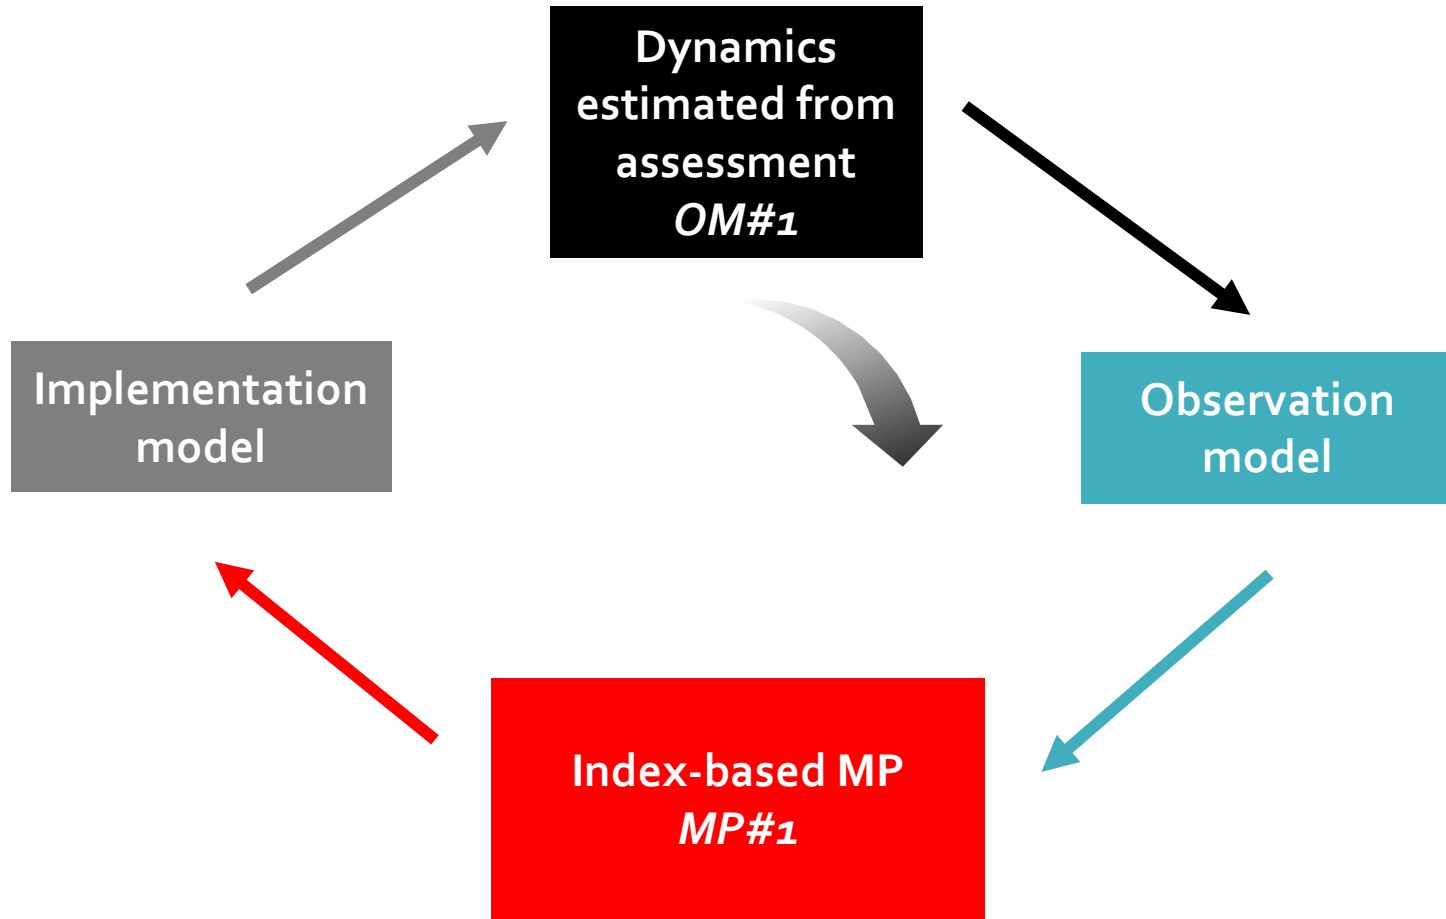 Dynamics
estimated from
assessment
OM#1
Implementation
model
Observation
model
Index-based MP
MP#1